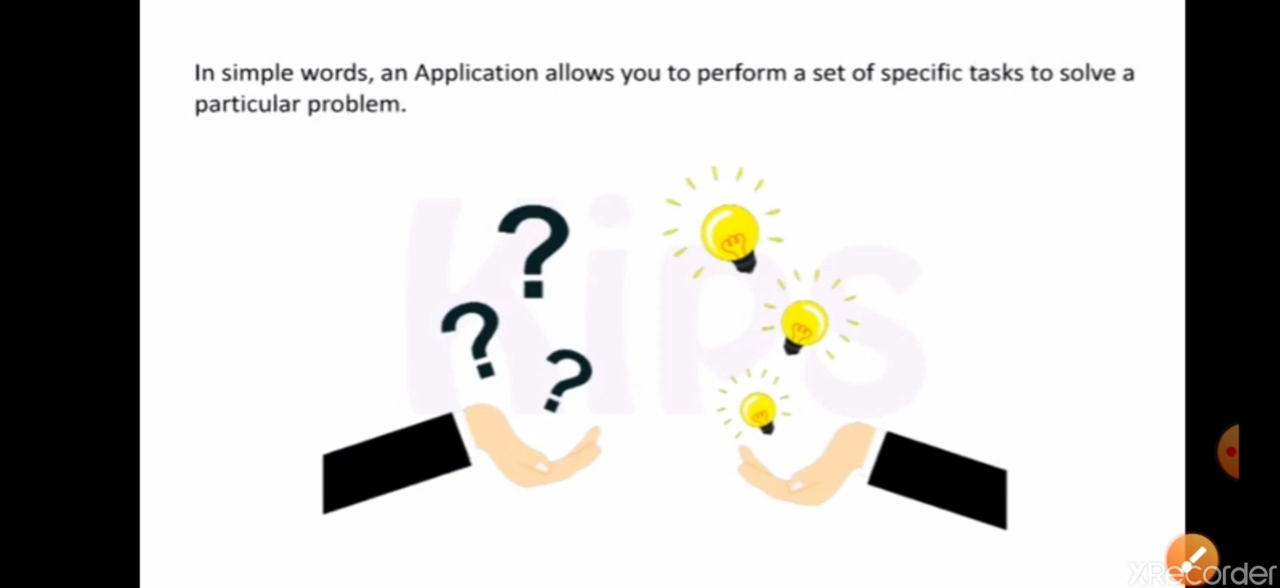 In simple words, an Application allows you to perform a set of specific tasks to solve a
particular problem.
?
?
?
Kips
XRecorder